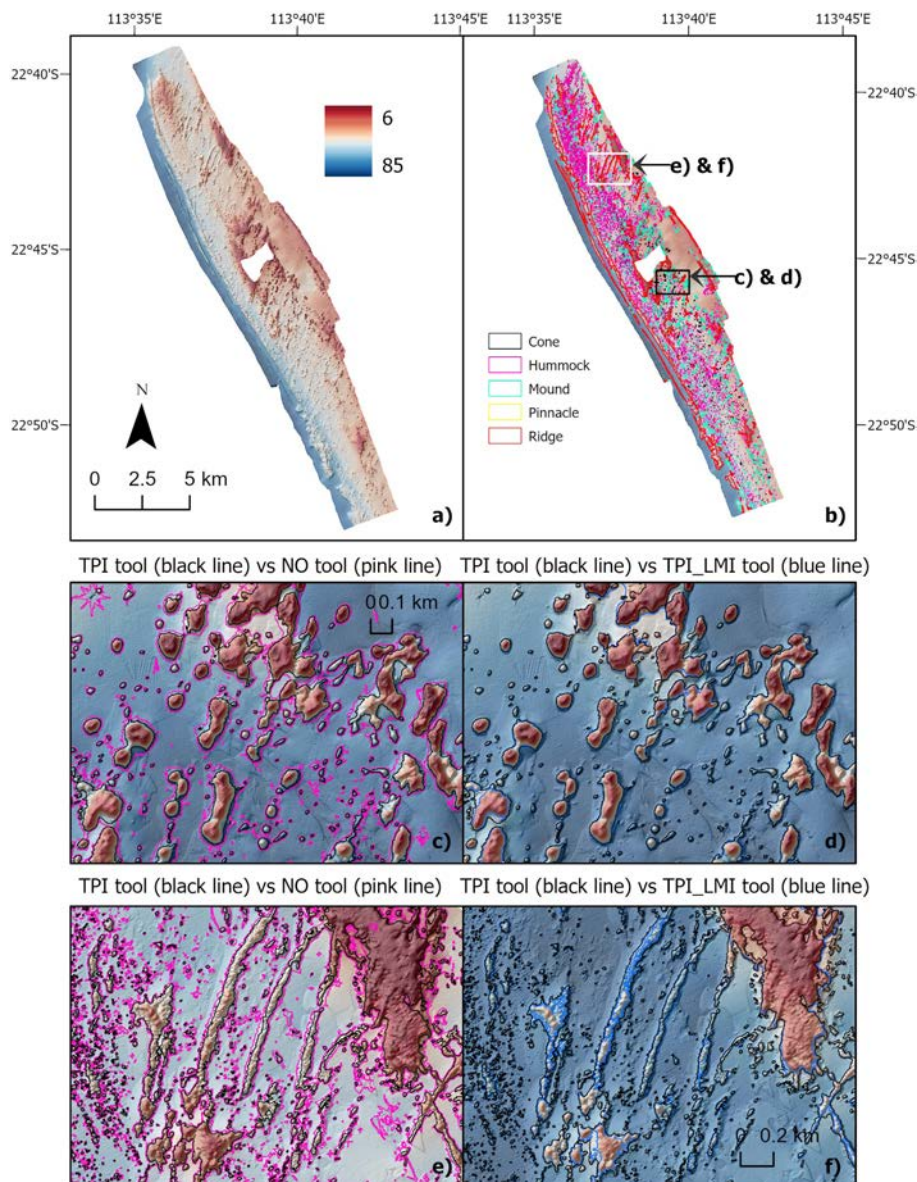 113°35'E 113°40'E 113°45'E 113°35'E 113°40'E 113°45'E
22°40'S
22°45'S
22°50'S
6
85
N
0 2.5 5 km
a)
22°40'S
22°45'S
22°50'S
e) & f)
c) & d)
Cone
Hummock
Mound
Pinnacle
Ridge
b)
TPI tool (black line) vs NO tool (pink line) TPI tool (black line) vs TPI_LMI tool (blue line)
0 0.1 km
c)
d)
TPI tool (black line) vs NO tool (pink line) TPI tool (black line) vs TPI_LMI tool (blue line)
e)
0 0.2 km
f)